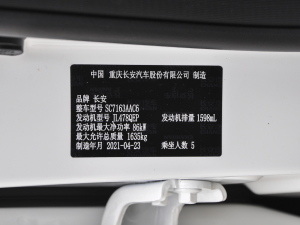 中国 重庆长安汽车股份有限公司 制造
品牌 长安
整车型号 SC7163AAC6
发动机型号 JL478QEP 发动机排量 1598mL
发动机最大净功率 86kW
最大允许总质量 1635kg
制造年月 2021-04-23 乘坐人数 5